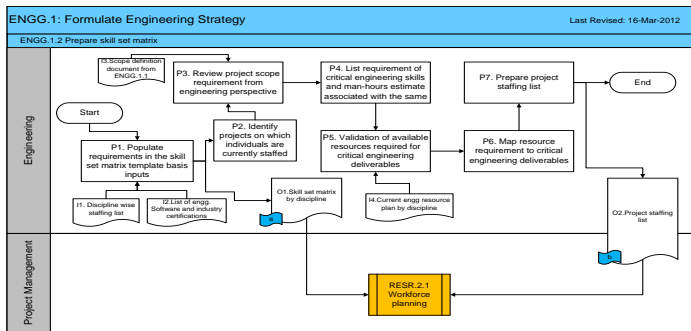 ENGG.1: Formulate Engineering Strategy
Last Revised: 16-Mar-2012
ENGG.1.2 Prepare skill set matrix
Engineering
I3.Scope definition
document from
ENGG.1.1
P3. Review project scope
requirement from
engineering perspective
P4. List requirement of
critical engineering skills
and man-hours estimate
associated with the same
P7. Prepare project
staffing list
End
Start
P2. Identify
projects on which
individuals are
currently staffed
P1. Populate
requirements in the skill
set matrix template basis
inputs
P5. Validation of available
resources required for
critical engineering
deliverables
P6. Map resource
requirement to critical
engineering deliverables
I1. Discipline wise
staffing list
I2.List of engg.
Software and industry
certifications
O1.Skill set matrix
by discipline
a
I4.Current engg resource
plan by discipline
O2.Project staffing
list
b
Project Management
RESR.2.1
Workforce
planning